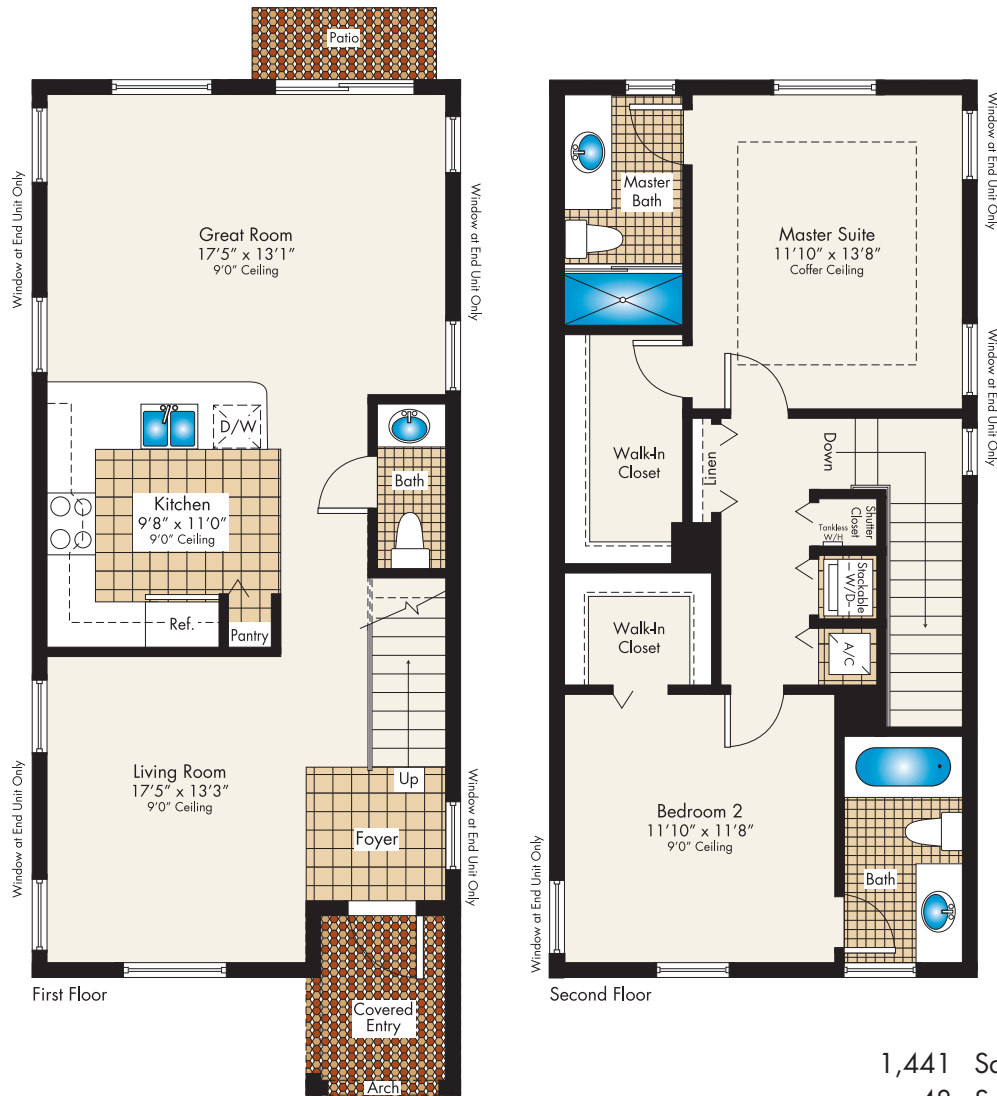 Patio
Window at End Unit Only
Window at End Unit Only
Great Room
17'5" x 13'1"
9'0" Ceiling
D/W
Kitchen
9'8" x 11'0"
9'0" Ceiling
Bath
Ref.
Pantry
Living Room
17'5" x 13'3"
9'0" Ceiling
Up
Foyer
Window at End Unit Only
Window at End Unit Only
Covered
Entry
Arch
First Floor
Master
Bath
Master Suite
11'10" x 13'8"
Coffer Ceiling
Window at End Unit Only
Window at End Unit Only
Walk-In
Closet
Linen
Down
Shutter
Closet
Tankless
W/H
Stackable
W/D
A/C
Walk-In
Closet
Bedroom 2
11'10" x 11'8"
9'0" Ceiling
Bath
Window at End Unit Only
Second Floor
1,441